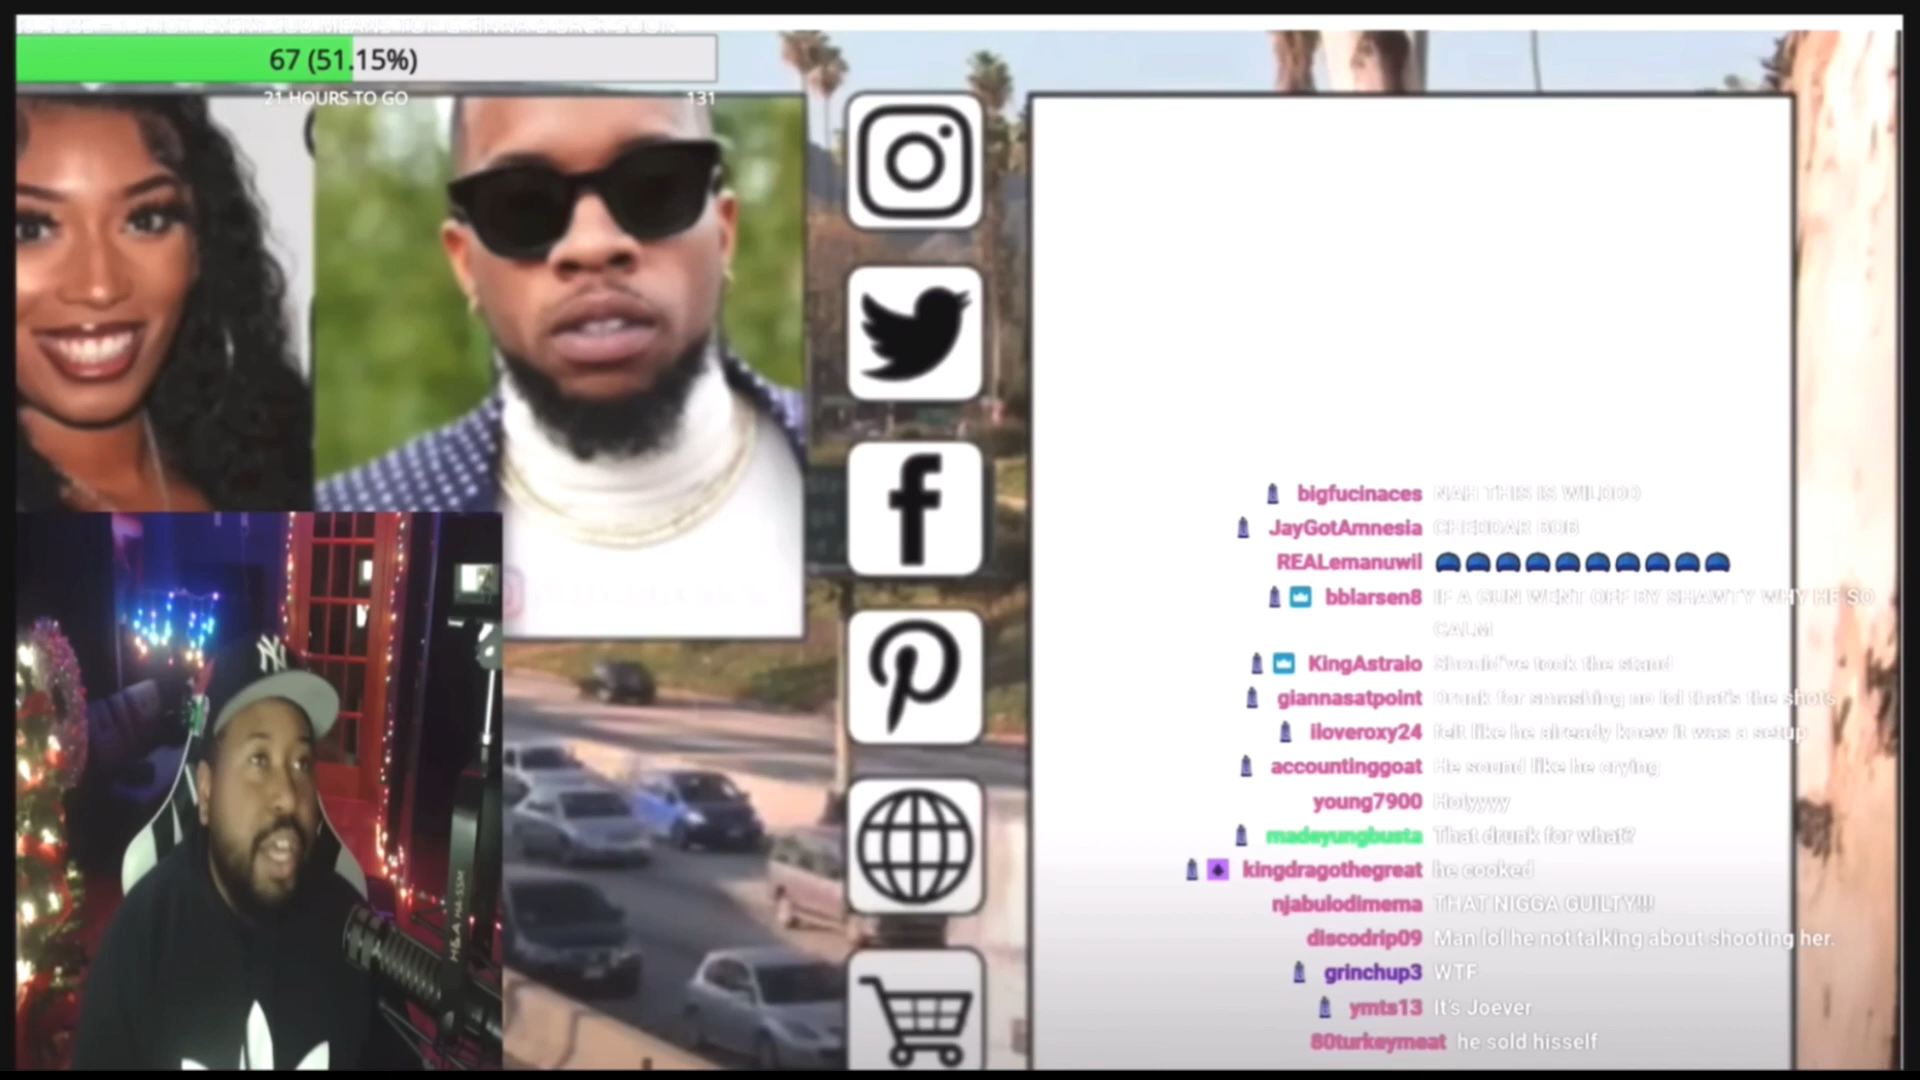 67 (51.15%)
21 HOURS TO GO 131
bigfucinaces NAH THIS IS WILDDD
JayGotAmnesia CHEDDAR BOB
REALemanuwil
bblarsen8 IF A GUN WENT OFF BY SHAWTY WHY HE SO
CALM
KingAstraio Should've took the stand
giannasatpoint Drunk for smashing no lol that's the shots
iloveroxy24 felt like he already knew it was a setup
accountinggoat He sound like he crying
young7900 Holyyyy
madeyungbusta That drunk for what?
kingdragothegreat he cooked
njabulodimema THAT NIGGA GUILTY!!!
discodrip09 Man lol he not talking about shooting her.
grinchup3 WTF
ymts13 It's Joever
80turkeymeat he sold hisself
NY